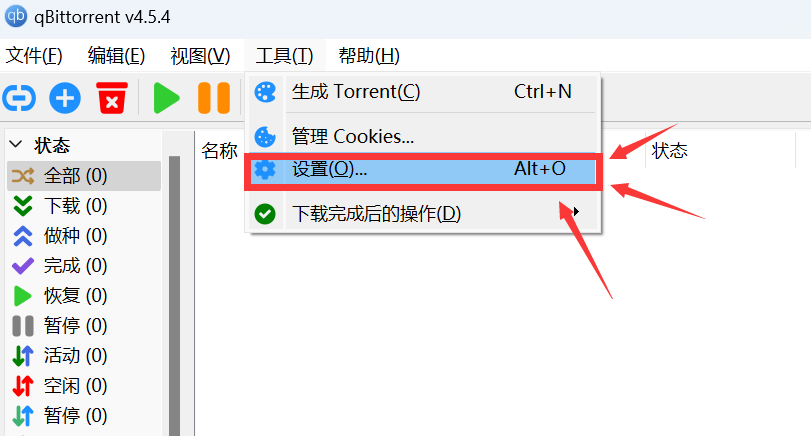 qBittorrent v4.5.4
文件(F) 编辑(E) 视图(V) 工具(T) 帮助(H)
生成 Torrent(C) Ctrl+N
管理 Cookies...
设置(O)... Alt+O
下载完成后的操作(D)
状态
全部 (0)
下载 (0)
做种 (0)
完成 (0)
恢复 (0)
暂停 (0)
活动 (0)
空闲 (0)
暂停 (0)
名称 状态